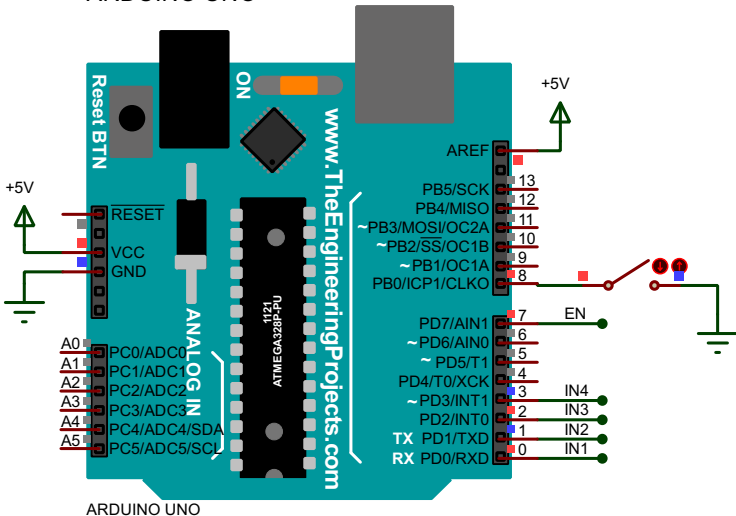 ARDUINO UNO
Reset BTN
ON
www.TheEngineeringProjects.com
+5V
RESET
VCC
GND
ANALOG IN
1121
ATMEGA328P-PU
A0 PC0/ADC0
A1 PC1/ADC1
A2 PC2/ADC2
A3 PC3/ADC3
A4 PC4/ADC4/SDA
A5 PC5/ADC5/SCL
+5V
AREF
PB5/SCK 13
PB4/MISO 12
~PB3/MOSI/OC2A 11
~PB2/SS/OC1B 10
~PB1/OC1A 9
PB0/ICP1/CLKO 8
PD7/AIN1 7 EN
~PD6/AIN0 6
~PD5/T1 5
PD4/T0/XCK 4
~PD3/INT1 3 IN4
PD2/INT0 2 IN3
TX PD1/TXD 1 IN2
RX PD0/RXD 0 IN1
ARDUINO UNO